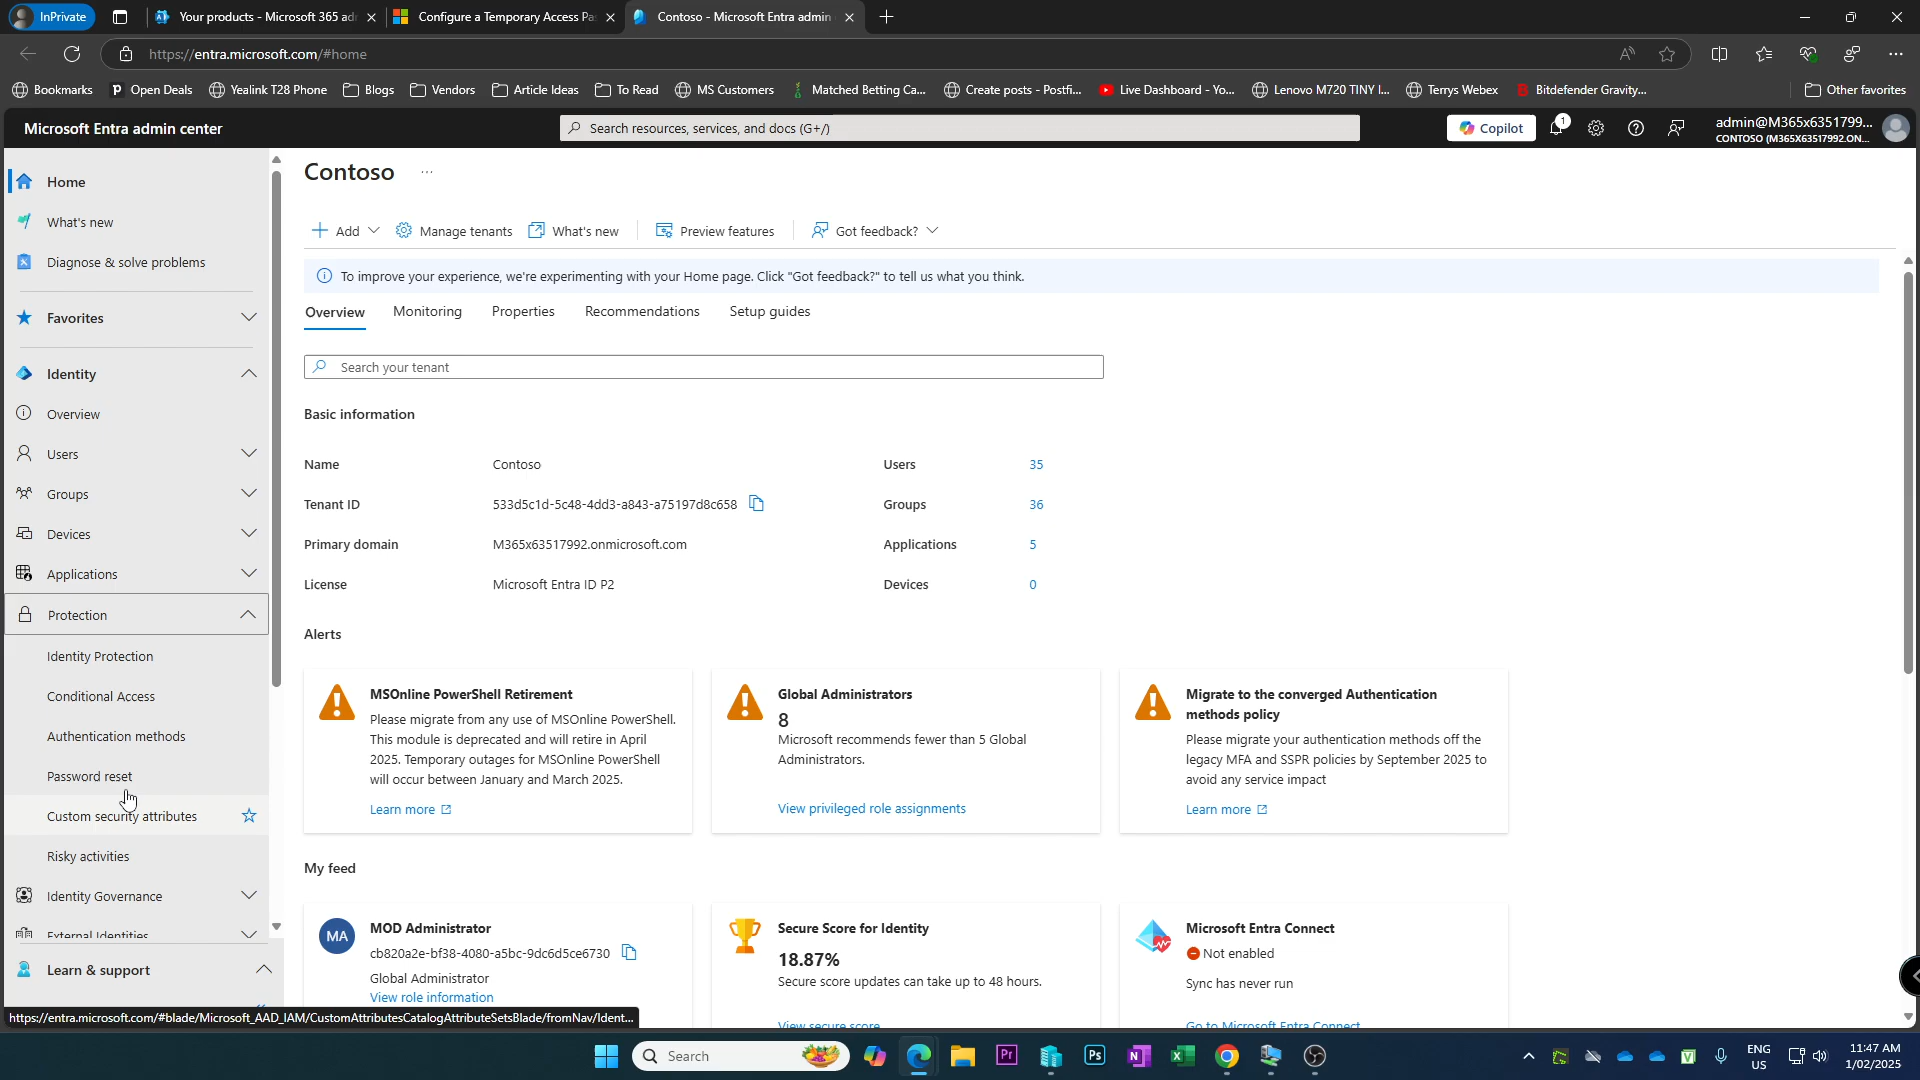 InPrivate
Your products - Microsoft 365 adr
Configure a Temporary Access Pas
Contoso - Microsoft Entra admin
https://entra.microsoft.com/#home
Bookmarks
Open Deals
Yealink T28 Phone
Blogs
Vendors
Article Ideas
To Read
MS Customers
Matched Betting Ca...
Create posts - Postfi...
Live Dashboard - Yo...
Lenovo M720 TINY I...
Terrys Webex
Bitdefender Gravity...
Other favorites
Microsoft Entra admin center
Search resources, services, and docs (G+/)
Copilot
1
admin@M365x6351799...
CONTOSO (M365X63517992.ON...
Home
What's new
Diagnose & solve problems
Favorites
Identity
Overview
Users
Groups
Devices
Applications
Protection
Identity Protection
Conditional Access
Authentication methods
Password reset
Custom security attributes
Risky activities
Identity Governance
External Identities
Learn & support
https://entra.microsoft.com/#blade/Microsoft_AAD_IAM/CustomAttributesCatalogAttributeSetsBlade/fromNav/Ident...
Contoso
Add
Manage tenants
What's new
Preview features
Got feedback?
To improve your experience, we're experimenting with your Home page. Click "Got feedback?" to tell us what you think.
Overview
Monitoring
Properties
Recommendations
Setup guides
Search your tenant
Basic information
Name Contoso Users 35
Tenant ID 533d5c1d-5c48-4dd3-a843-a75197d8c658 Groups 36
Primary domain M365x63517992.onmicrosoft.com Applications 5
License Microsoft Entra ID P2 Devices 0
Alerts
MSOnline PowerShell Retirement
Please migrate from any use of MSOnline PowerShell.
This module is deprecated and will retire in April
2025. Temporary outages for MSOnline PowerShell
will occur between January and March 2025.
Learn more
Global Administrators
8
Microsoft recommends fewer than 5 Global
Administrators.
View privileged role assignments
Migrate to the converged Authentication
methods policy
Please migrate your authentication methods off the
legacy MFA and SSPR policies by September 2025 to
avoid any service impact
Learn more
My feed
MA
MOD Administrator
cb820a2e-bf38-4080-a5bc-9dc6d5ce6730
Global Administrator
View role information
Secure Score for Identity
18.87%
Secure score updates can take up to 48 hours.
View secure score
Microsoft Entra Connect
Not enabled
Sync has never run
Go to Microsoft Entra Connect
Search
Pr
Ps
ENG
US
11:47 AM
1/02/2025